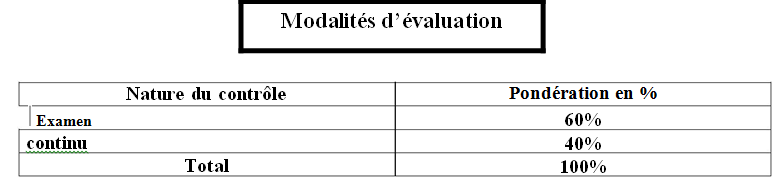 Modalités d'évaluation
Nature du contrôle Pondération en %
Examen 60%
continu 40%
Total 100%